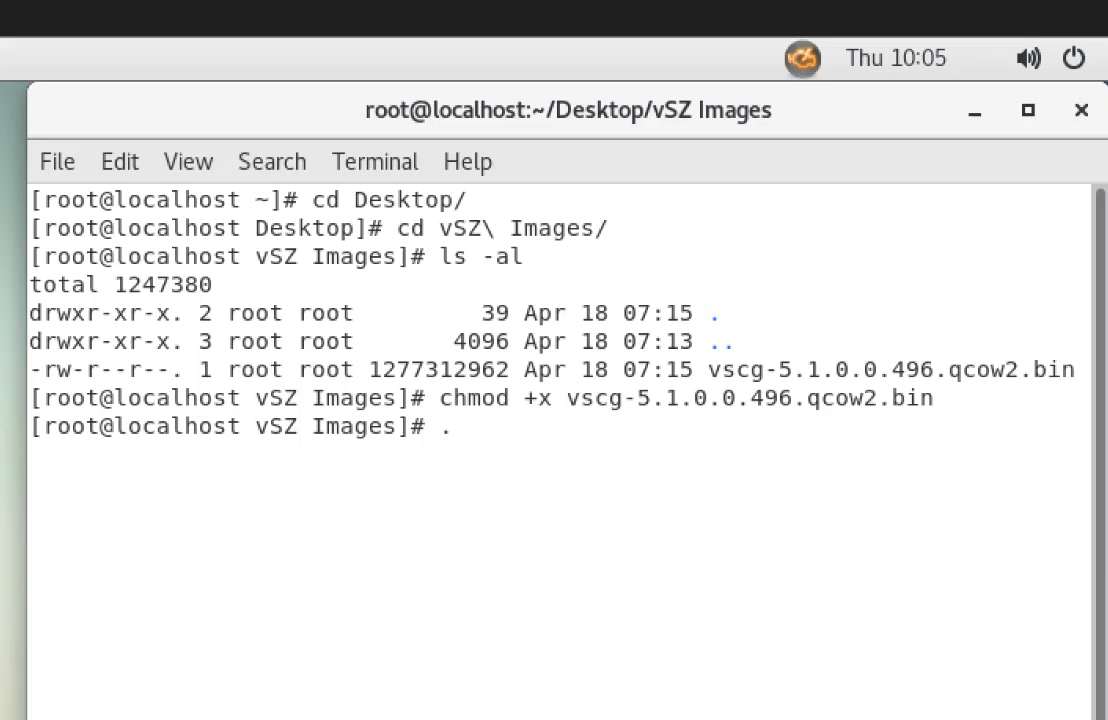 Thu 10:05
root@localhost:~/Desktop/vSZ Images
File Edit View Search Terminal Help
[root@localhost ~]# cd Desktop/
[root@localhost Desktop]# cd vSZ\ Images/
[root@localhost vSZ Images]# ls -al
total 1247380
drwxr-xr-x. 2 root root         39 Apr 18 07:15 .
drwxr-xr-x. 3 root root       4096 Apr 18 07:13 ..
-rw-r--r--. 1 root root 1277312962 Apr 18 07:15 vscg-5.1.0.0.496.qcow2.bin
[root@localhost vSZ Images]# chmod +x vscg-5.1.0.0.496.qcow2.bin
[root@localhost vSZ Images]# .